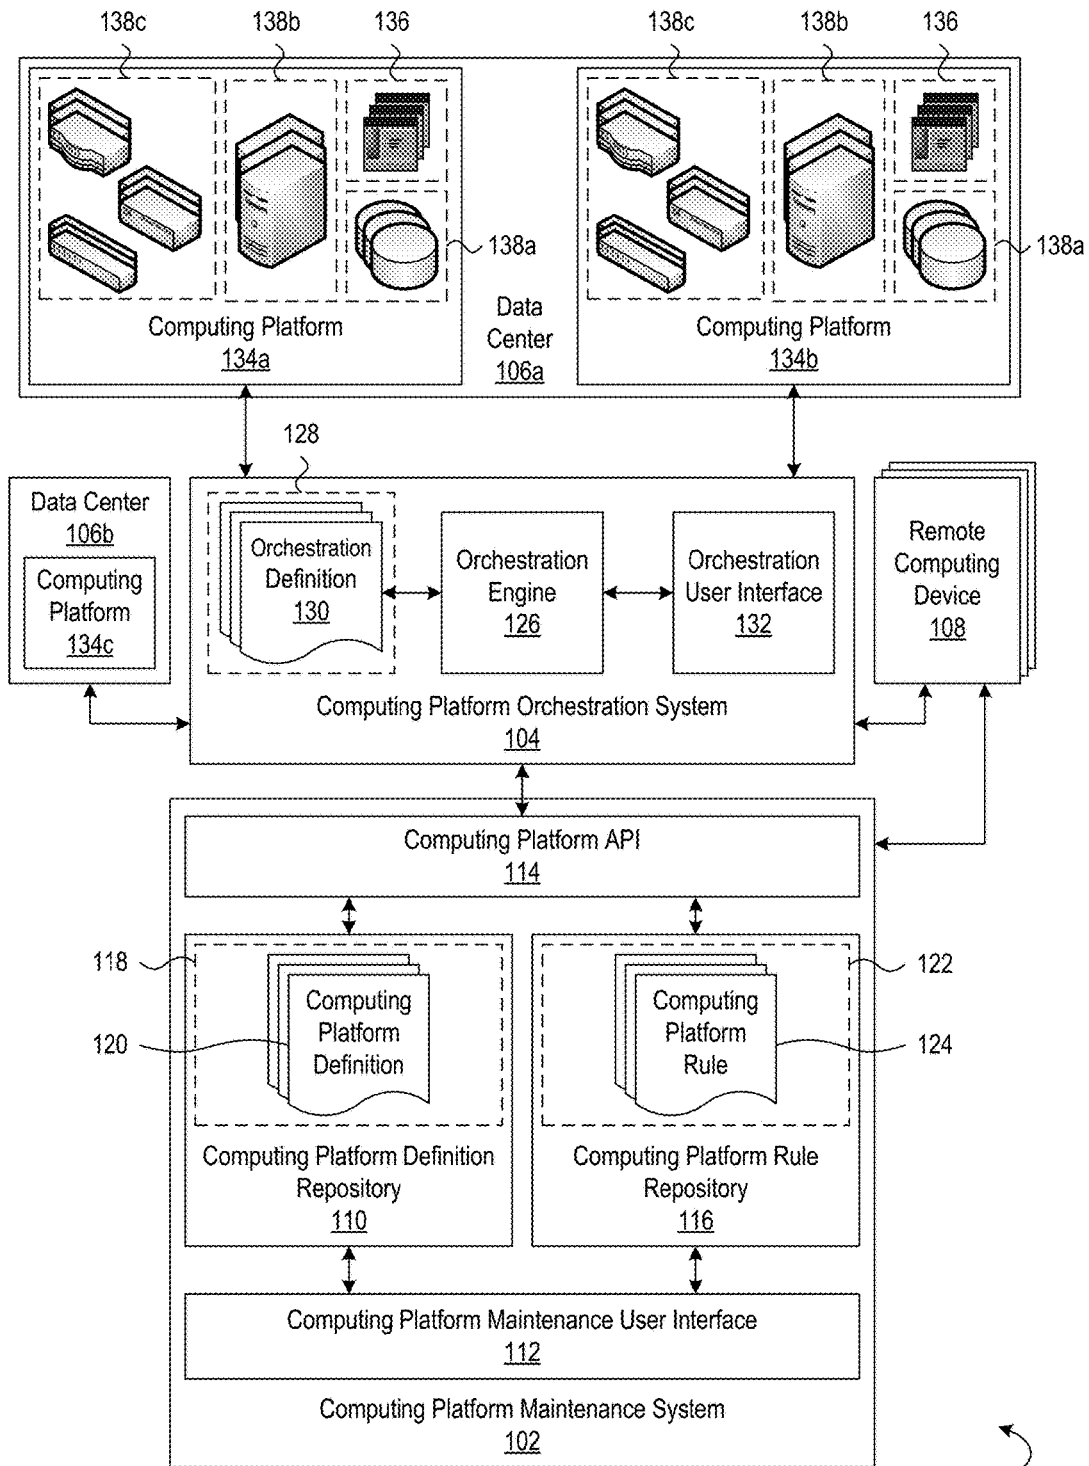 138c
138b
136
138c
138b
136
138a
138a
Computing Platform
134a
Data
Center
106a
Computing Platform
134b
128
Data Center
106b
Computing
Platform
134c
Orchestration
Definition
130
Orchestration
Engine
126
Orchestration
User Interface
132
Remote
Computing
Device
108
Computing Platform Orchestration System
104
Computing Platform API
114
118
122
Computing
Platform
Definition
120
Computing
Platform
Rule
124
Computing Platform Definition
Repository
110
Computing Platform Rule
Repository
116
Computing Platform Maintenance User Interface
112
Computing Platform Maintenance System
102